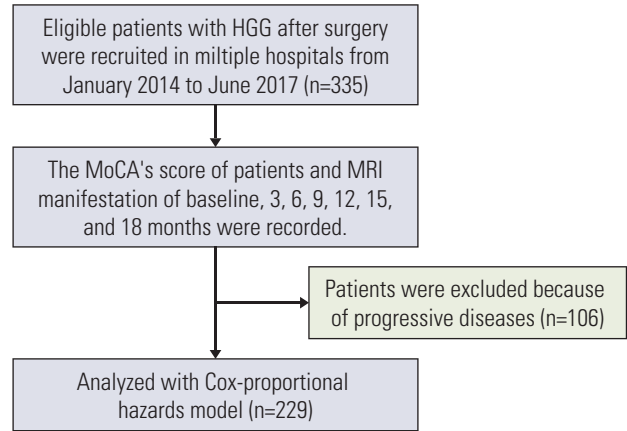 Eligible patients with HGG after surgery
were recruited in miltiple hospitals from
January 2014 to June 2017 (n=335)
The MoCA's score of patients and MRI
manifestation of baseline, 3, 6, 9, 12, 15,
and 18 months were recorded.
Patients were excluded because
of progressive diseases (n=106)
Analyzed with Cox-proportional
hazards model (n=229)